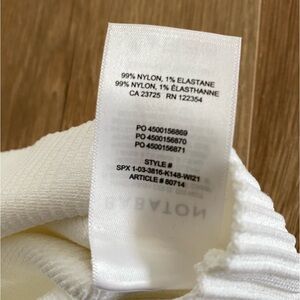 99% NYLON, 1% ELASTANE
99% NYLON, 1% ÉLASTHANNE
CA 23725 RN 122354
PO 4500156869
PO 4500156870
PO 4500156871
STYLE #
SPX 1-03-3816-K148-WI21
ARTICLE # 80714
BABATON